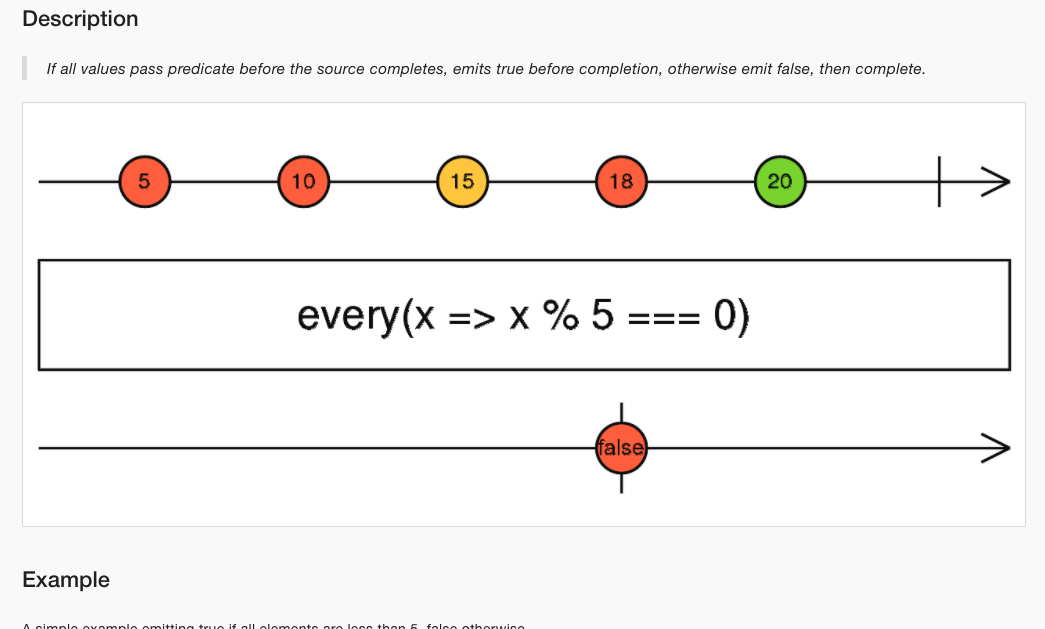 Description
If all values pass predicate before the source completes, emits true before completion, otherwise emit false, then complete.
5 10 15 18 20
every(x => x % 5 === 0)
false
Example
A simple example emitting true if all elements are less than 5, false otherwise